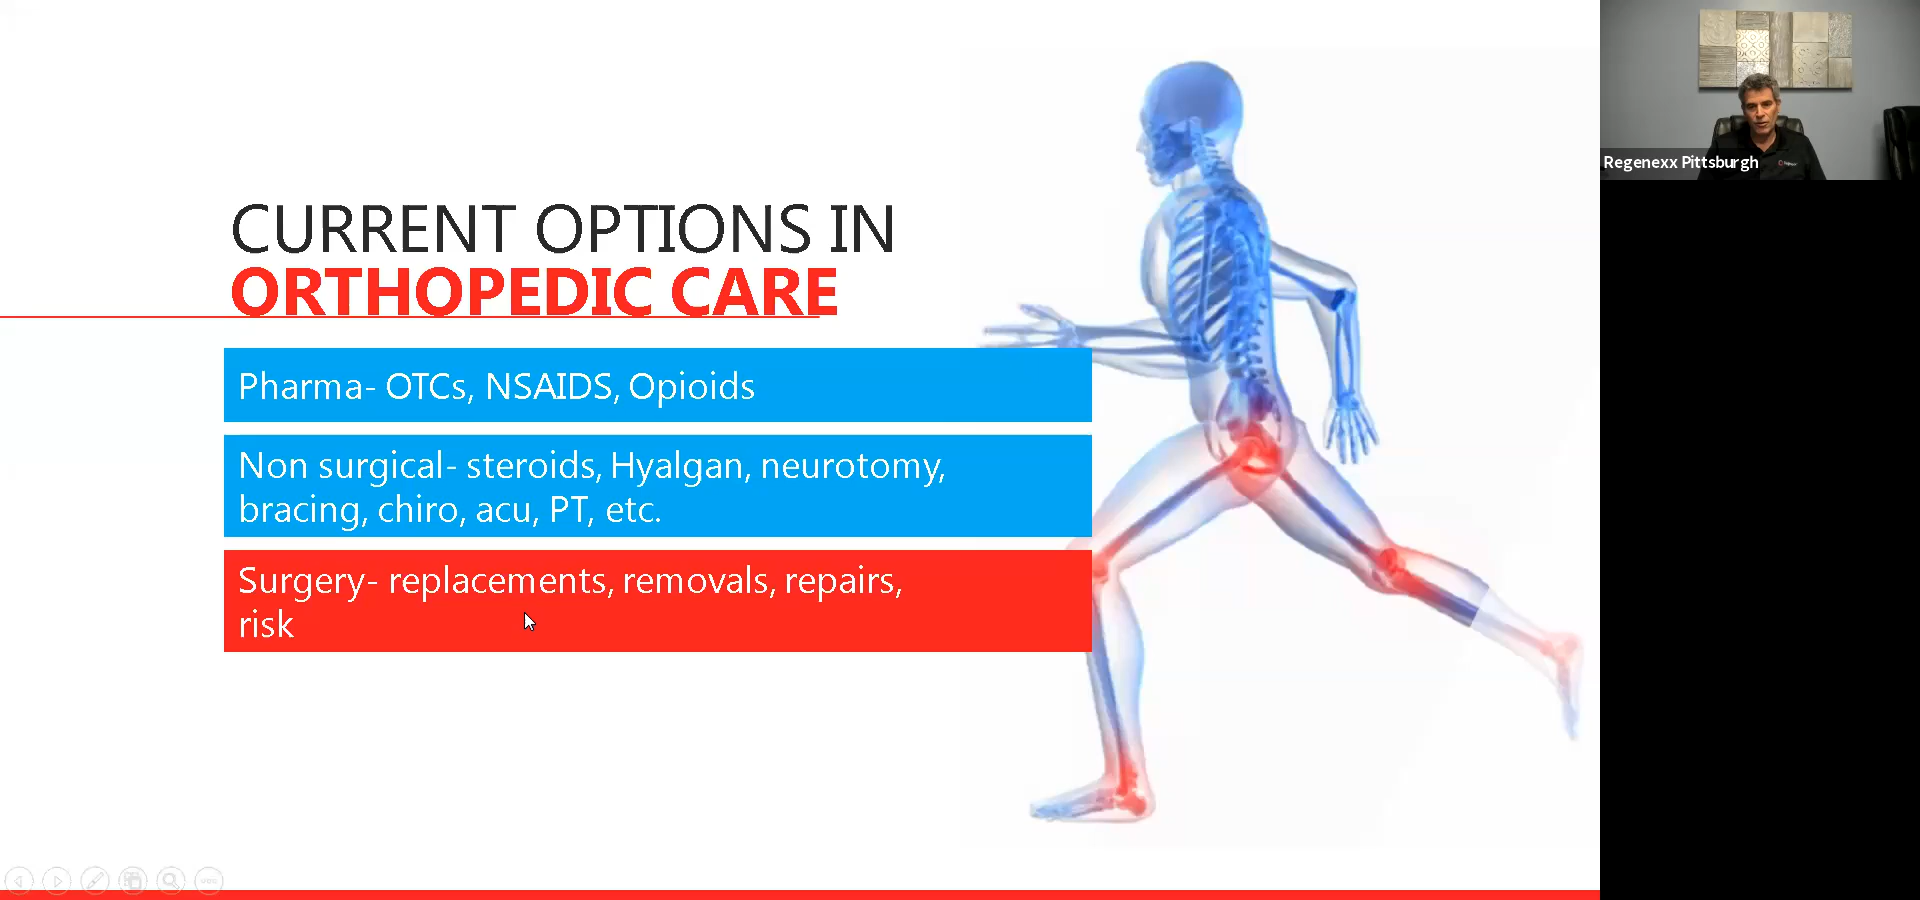 CURRENT OPTIONS IN
ORTHOPEDIC CARE
Pharma- OTCs, NSAIDS, Opioids
Non surgical- steroids, Hyalgan, neurotomy,
bracing, chiro, acu, PT, etc.
Surgery- replacements, removals, repairs,
risk
Regenexx Pittsburgh